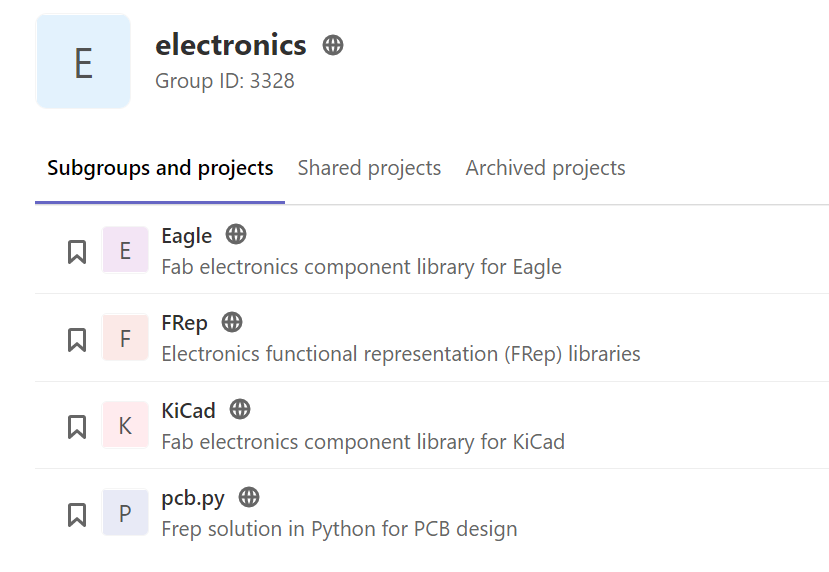 E
electronics
Group ID: 3328
Subgroups and projects Shared projects Archived projects
E
Eagle
Fab electronics component library for Eagle
F
FRep
Electronics functional representation (FRep) libraries
K
KiCad
Fab electronics component library for KiCad
P
pcb.py
Frep solution in Python for PCB design